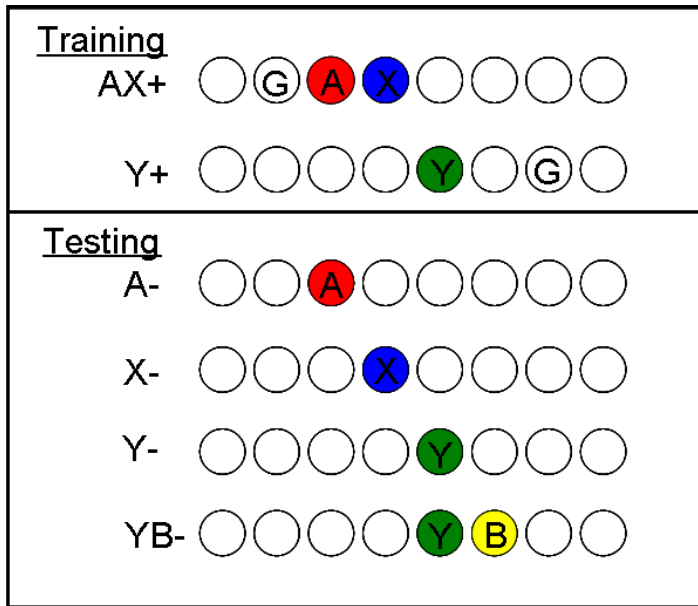 Training
AX+ G A X
Y+ Y G
Testing
A- A
X- X
Y- Y
YB- Y B